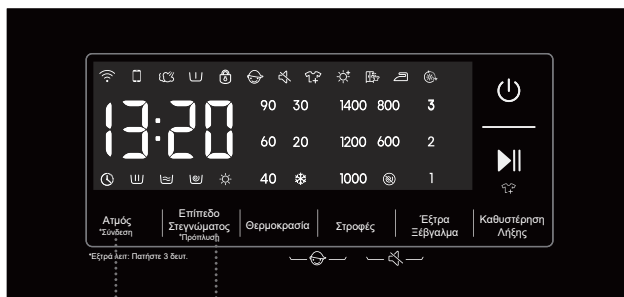 90 30 1400 800 3
13:20
60 20 1200 600 2
40 1000 1
Ατμός
*Σύνδεση
Επίπεδο
Στεγνώματος
*Πρόπλυση
Θερμοκρασία
Στροφές
Έξτρα
Ξέβγαλμα
Καθυστέρηση
Λήξης
*Εξτρά λειτ: Πατήστε 3 δευτ.